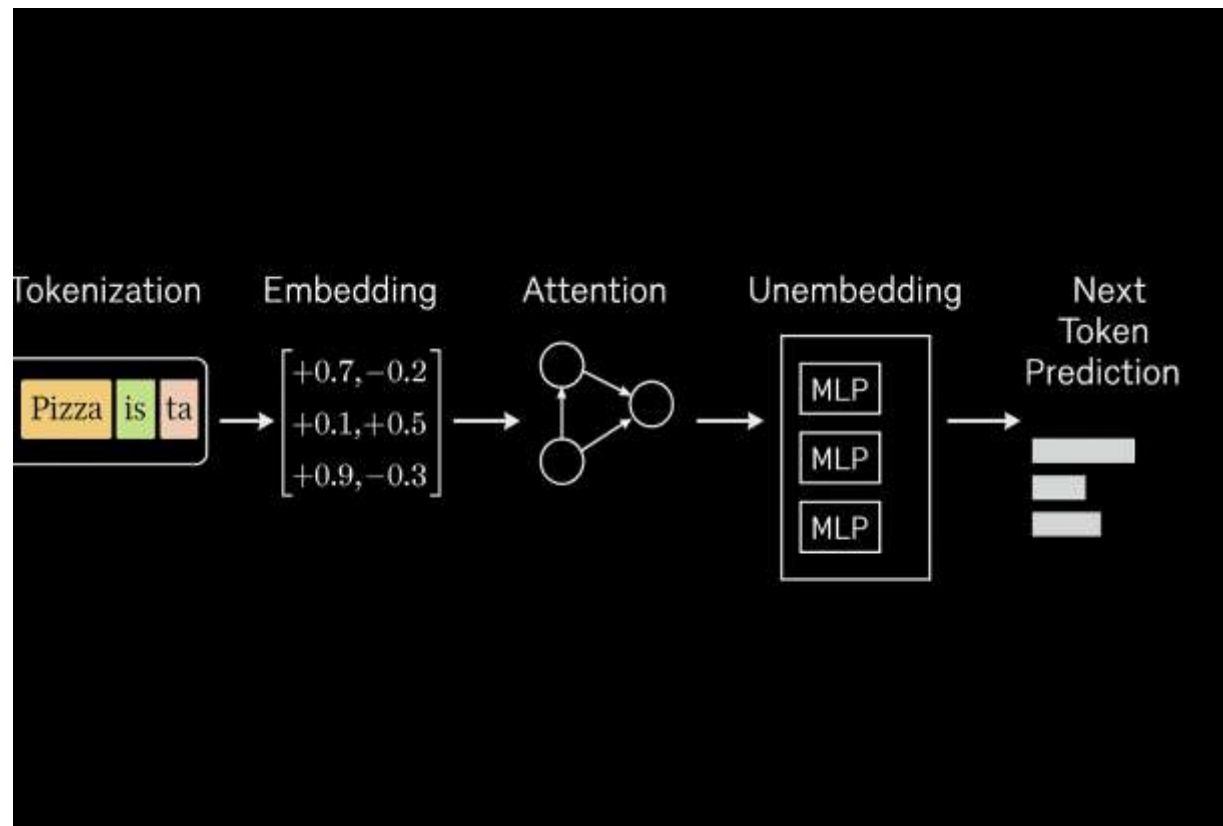 Tokenization
Embedding
Attention
Unembedding
Next
Token
Prediction
Pizza is ta
+0.7,−0.2
+0.1,+0.5
+0.9,−0.3
MLP
MLP
MLP